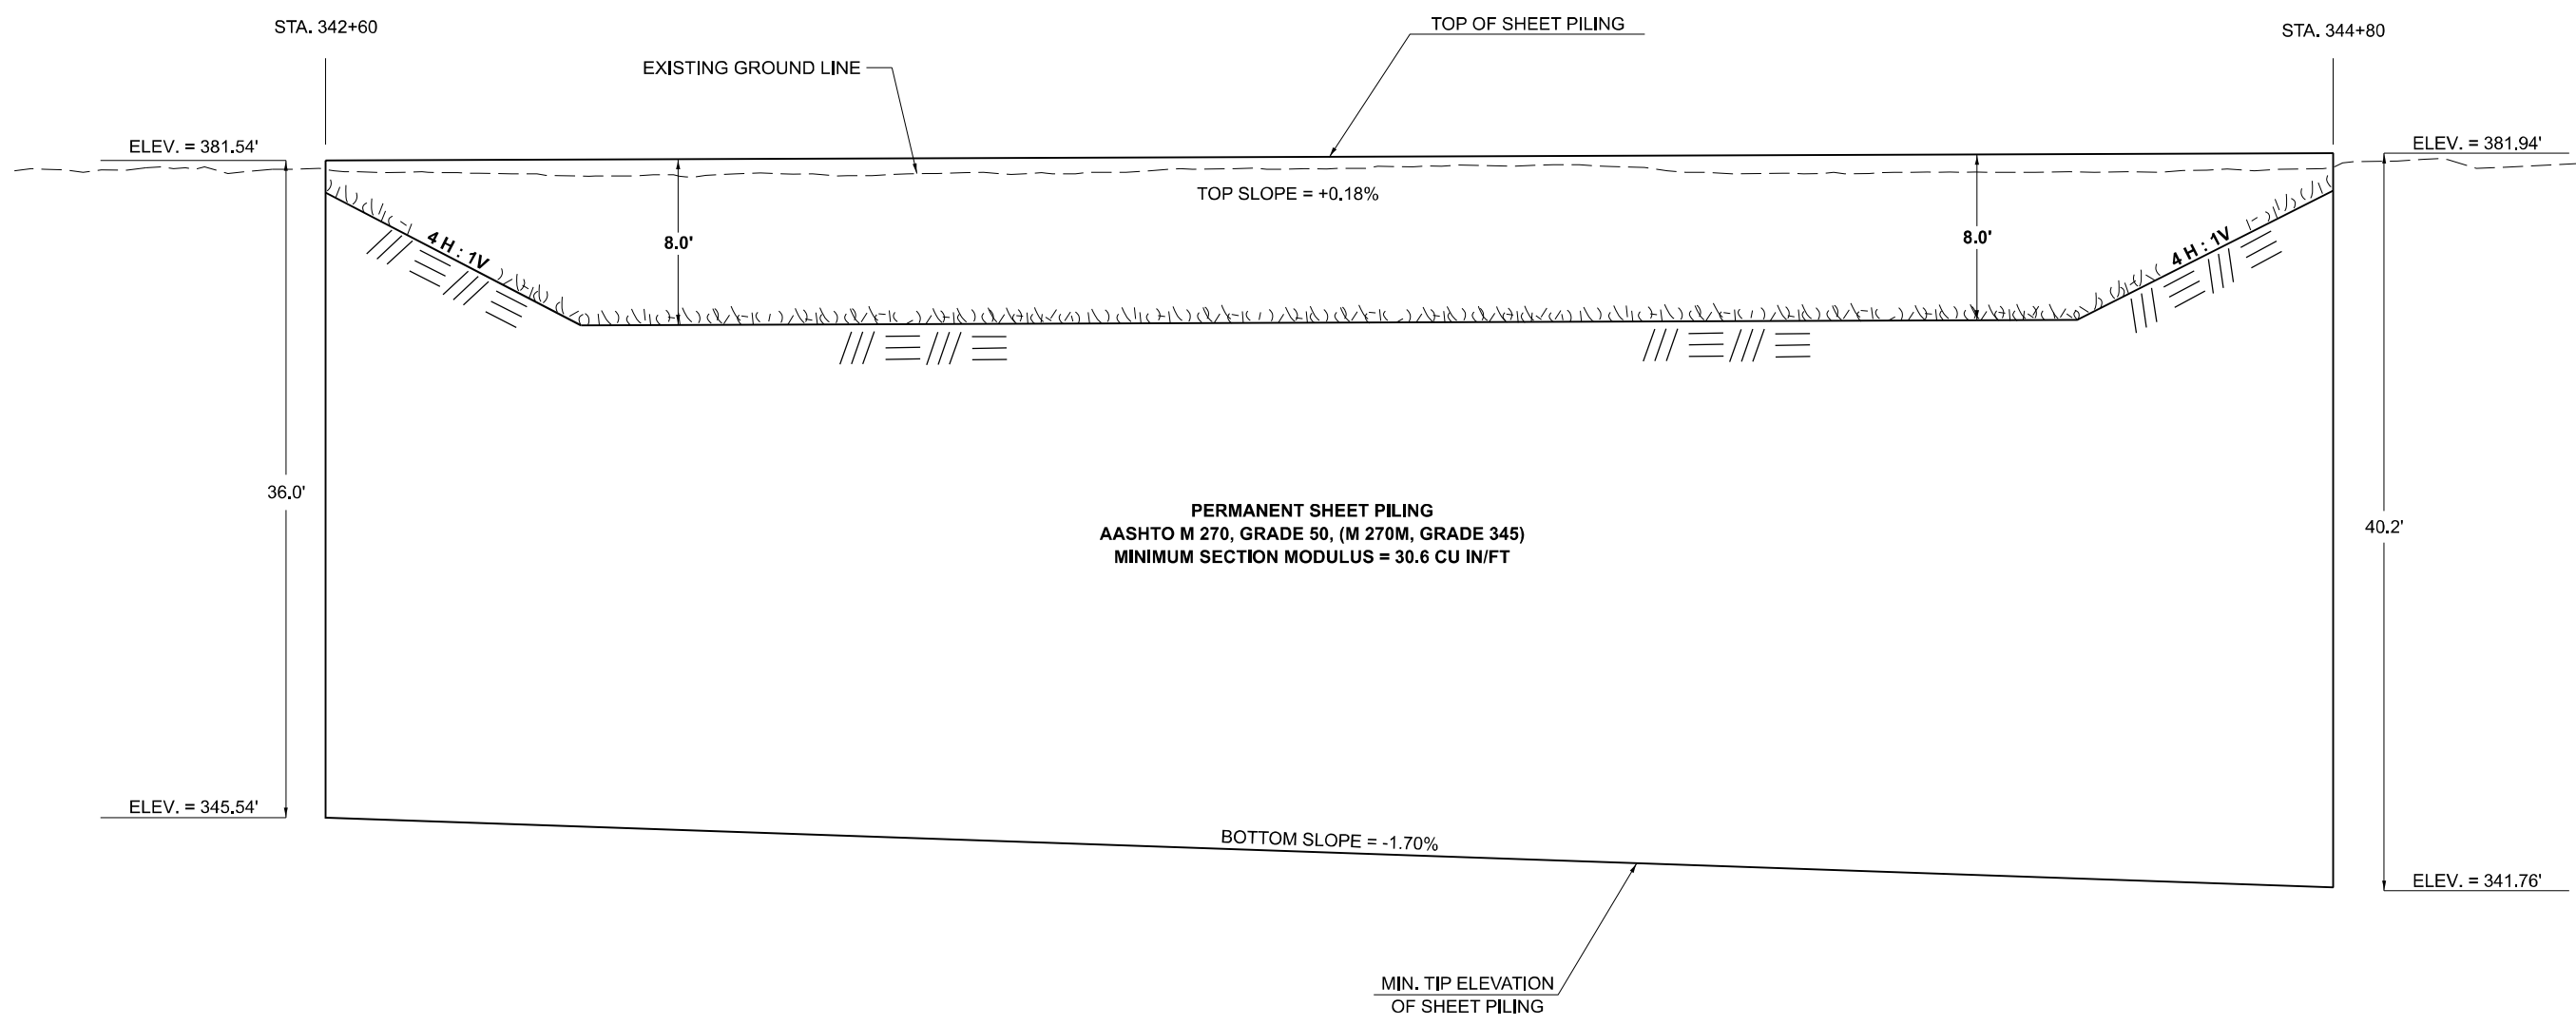 STA. 342+60
TOP OF SHEET PILING
STA. 344+80
EXISTING GROUND LINE
ELEV. = 381.54'
ELEV. = 381.94'
TOP SLOPE = +0.18%
4 H : 1V
8.0'
8.0'
4 H : 1V
36.0'
PERMANENT SHEET PILING
AASHTO M 270, GRADE 50, (M 270M, GRADE 345)
MINIMUM SECTION MODULUS = 30.6 CU IN/FT
40.2'
ELEV. = 345.54'
BOTTOM SLOPE = -1.70%
ELEV. = 341.76'
MIN. TIP ELEVATION
OF SHEET PILING